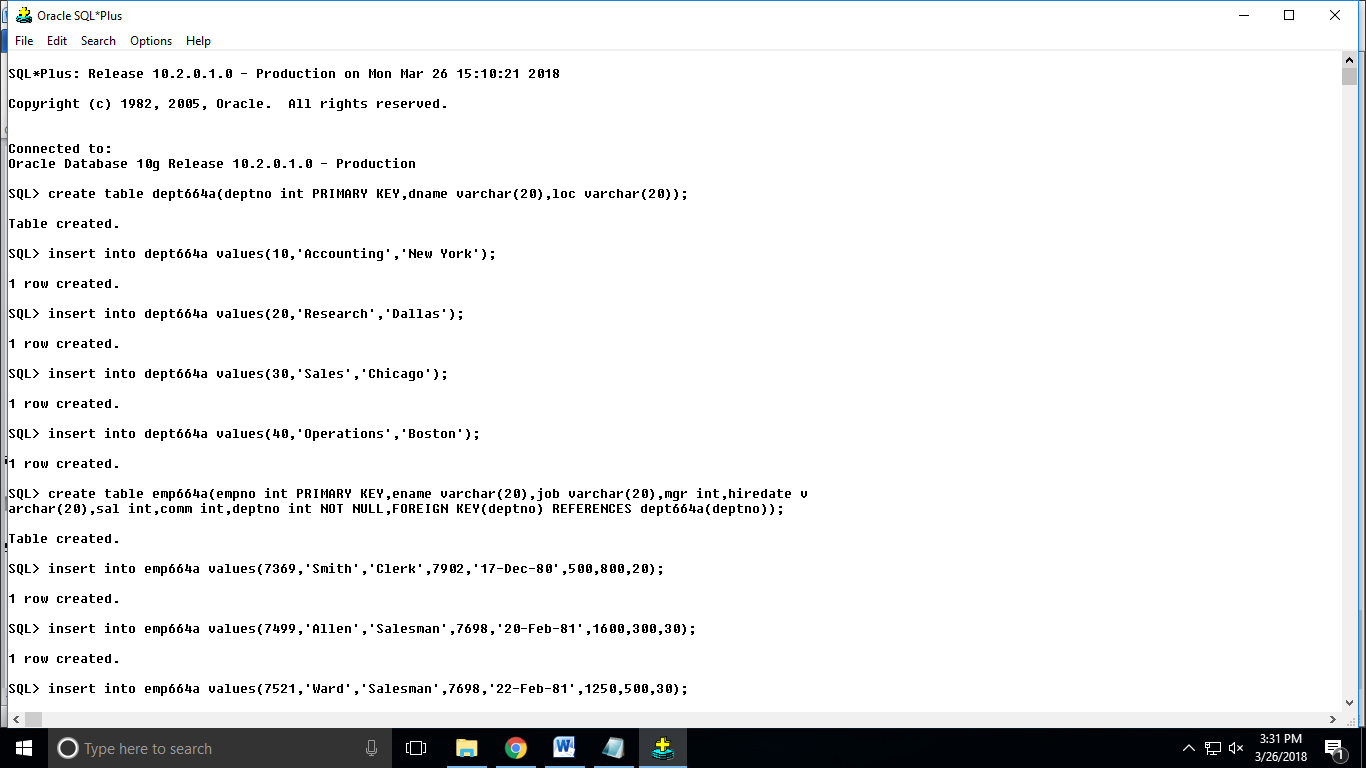 Oracle SQL*Plus
File Edit Search Options Help
SQL*Plus: Release 10.2.0.1.0 - Production on Mon Mar 26 15:10:21 2018
Copyright (c) 1982, 2005, Oracle.  All rights reserved.
Connected to:
Oracle Database 10g Release 10.2.0.1.0 - Production
SQL> create table dept664a(deptno int PRIMARY KEY,dname varchar(20),loc varchar(20));
Table created.
SQL> insert into dept664a values(10,'Accounting','New York');
1 row created.
SQL> insert into dept664a values(20,'Research','Dallas');
1 row created.
SQL> insert into dept664a values(30,'Sales','Chicago');
1 row created.
SQL> insert into dept664a values(40,'Operations','Boston');
1 row created.
SQL> create table emp664a(empno int PRIMARY KEY,ename varchar(20),job varchar(20),mgr int,hiredate v
archar(20),sal int,comm int,deptno int NOT NULL,FOREIGN KEY(deptno) REFERENCES dept664a(deptno));
Table created.
SQL> insert into emp664a values(7369,'Smith','Clerk',7902,'17-Dec-80',500,800,20);
1 row created.
SQL> insert into emp664a values(7499,'Allen','Salesman',7698,'20-Feb-81',1600,300,30);
1 row created.
SQL> insert into emp664a values(7521,'Ward','Salesman',7698,'22-Feb-81',1250,500,30);
Type here to search
3:31 PM
3/26/2018
1